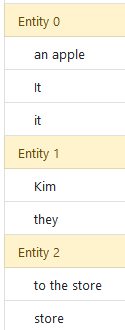 Entity 0
an apple
It
it
Entity 1
Kim
they
Entity 2
to the store
store